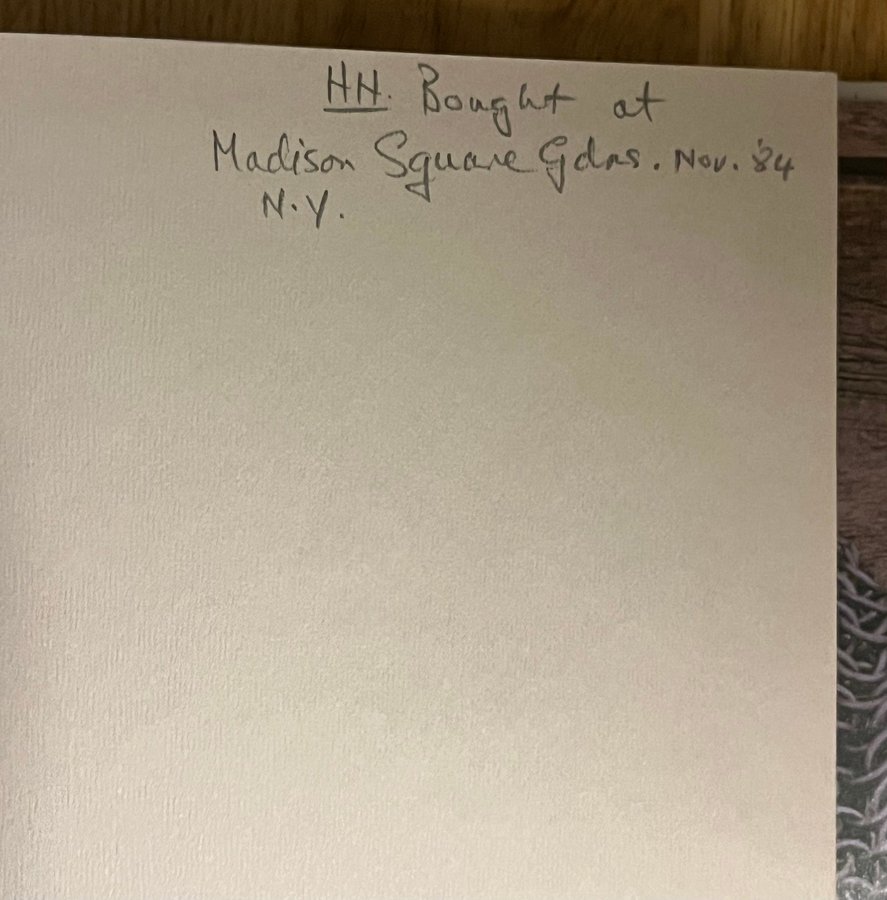 HH. Bought at
Madison Square Gdns. Nov. '84
N.Y.